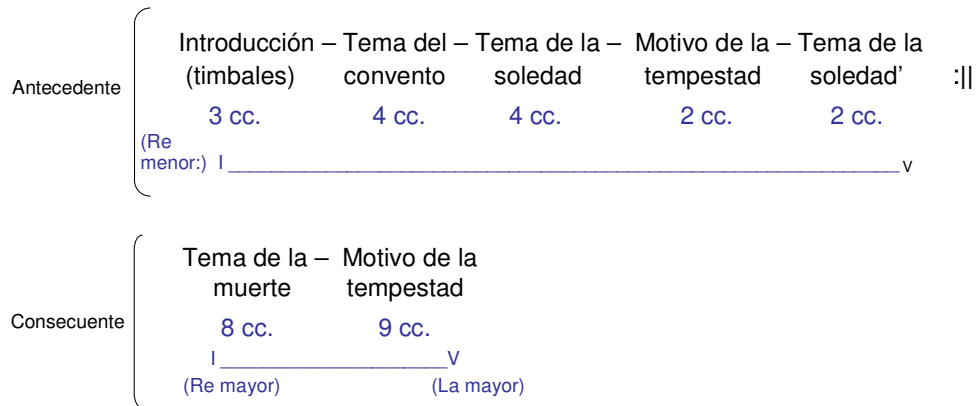 Introducción – Tema del – Tema de la – Motivo de la – Tema de la
Antecedente (timbales) convento soledad tempestad soledad’ :||
3 cc. 4 cc. 4 cc. 2 cc. 2 cc.
(Re
menor:) I ______ V
Tema de la – Motivo de la
muerte tempestad
Consecuente 8 cc. 9 cc.
I ______ V
(Re mayor) (La mayor)